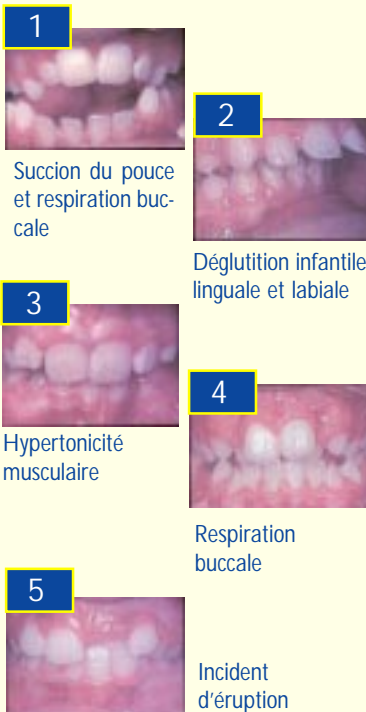 1
Succion du pouce
et respiration buc-
cale
2
Déglutition infantile
linguale et labiale
3
Hypertonicité
musculaire
4
Respiration
buccale
5
Incident
d'éruption